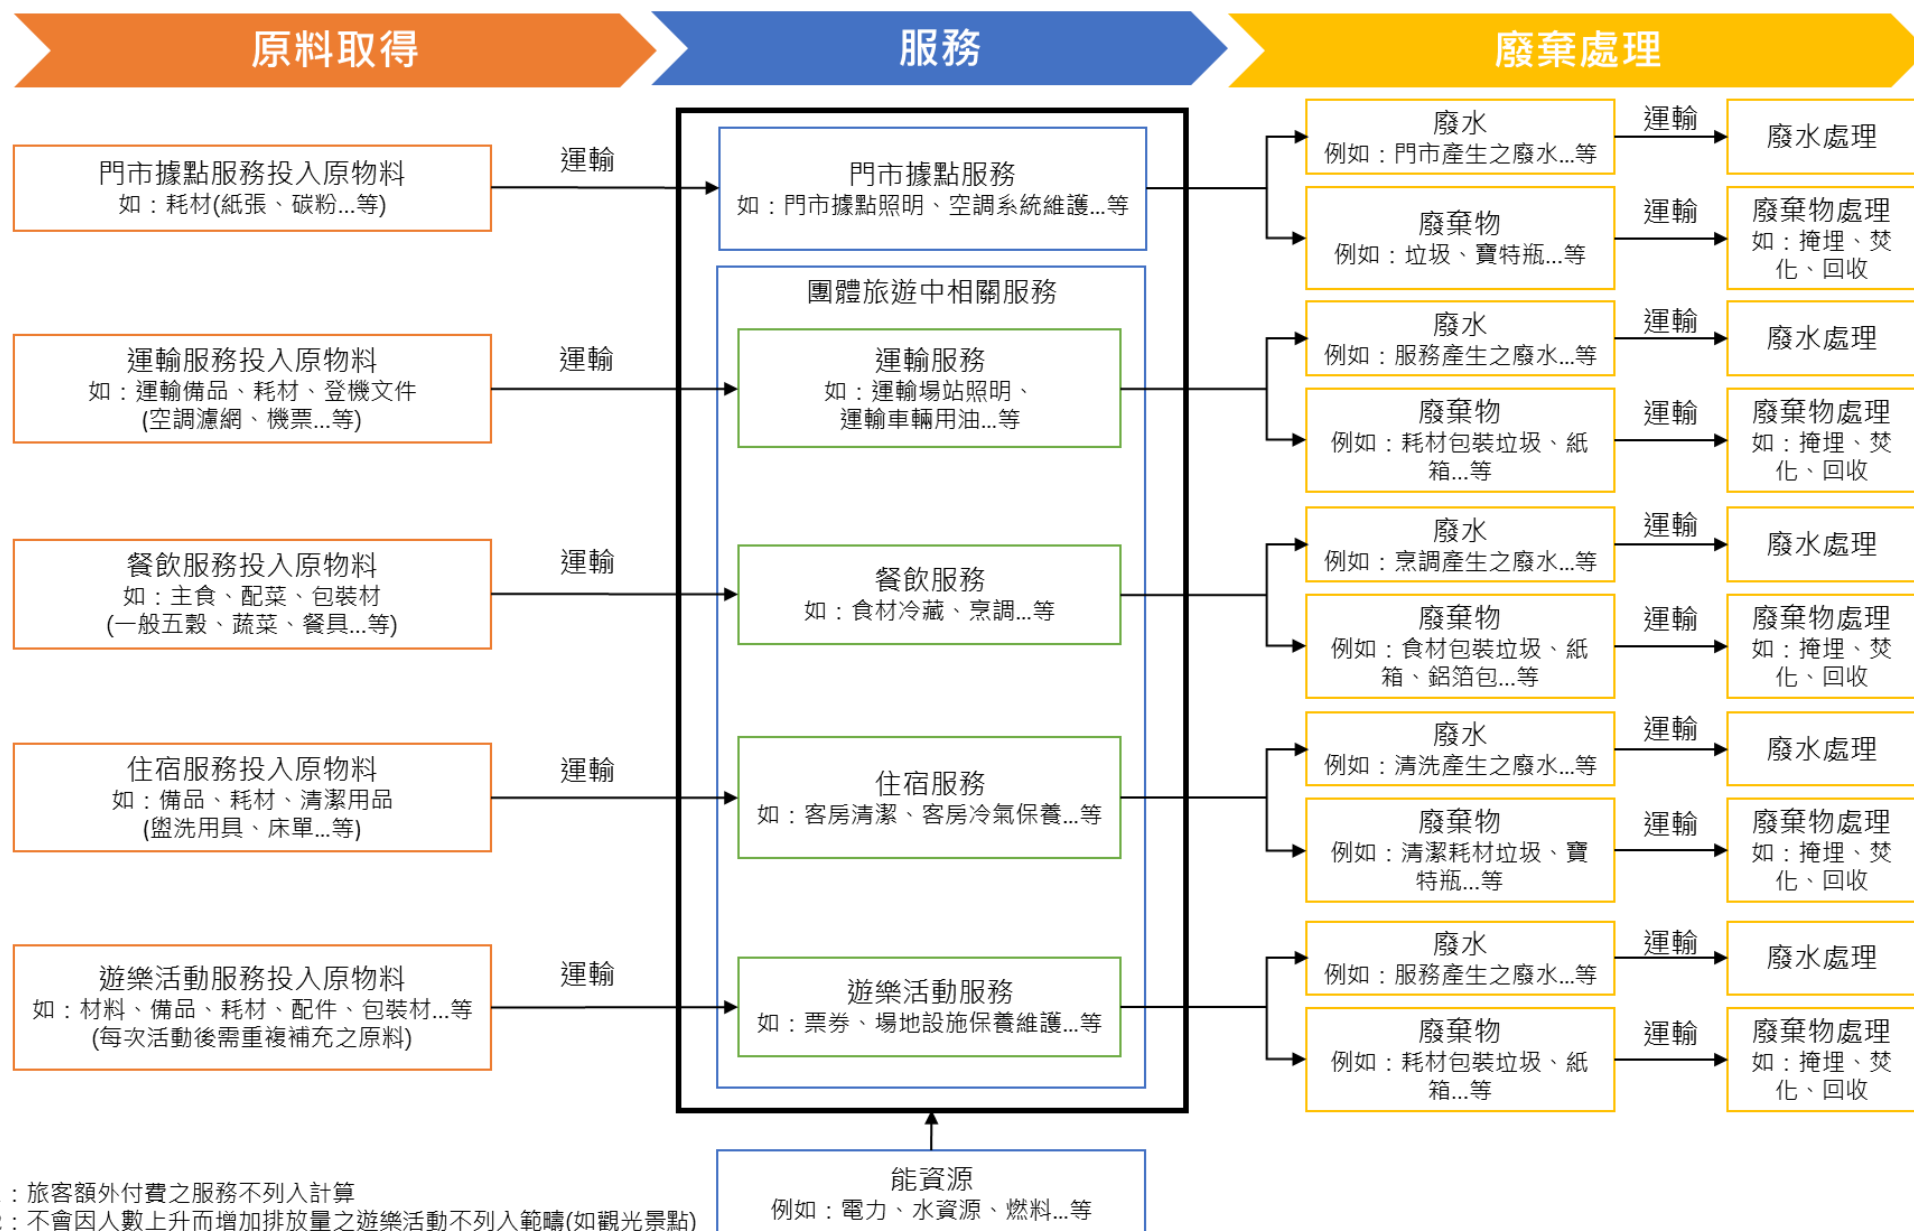 原料取得
服務
廢棄處理
門市據點服務投入原物料
如：耗材(紙張、碳粉...等)
運輸
門市據點服務
如：門市據點照明、空調系統維護...等
廢水
例如：門市產生之廢水...等
運輸
廢水處理
廢棄物
例如：垃圾、寶特瓶...等
運輸
廢棄物處理
如：掩埋、焚
化、回收
團體旅遊中相關服務
運輸服務投入原物料
如：運輸備品、耗材、登機文件
(空調濾網、機票...等)
運輸
運輸服務
如：運輸場站照明、
運輸車輛用油...等
廢水
例如：服務產生之廢水...等
運輸
廢水處理
廢棄物
例如：耗材包裝垃圾、紙
箱...等
運輸
廢棄物處理
如：掩埋、焚
化、回收
餐飲服務投入原物料
如：主食、配菜、包裝材
(一般五穀、蔬菜、餐具...等)
運輸
餐飲服務
如：食材冷藏、烹調...等
廢水
例如：烹調產生之廢水...等
運輸
廢水處理
廢棄物
例如：食材包裝垃圾、紙
箱、鋁箔包...等
運輸
廢棄物處理
如：掩埋、焚
化、回收
住宿服務投入原物料
如：備品、耗材、清潔用品
(盥洗用具、床單...等)
運輸
住宿服務
如：客房清潔、客房冷氣保養...等
廢水
例如：清洗產生之廢水...等
運輸
廢水處理
廢棄物
例如：清潔耗材垃圾、寶
特瓶...等
運輸
廢棄物處理
如：掩埋、焚
化、回收
遊樂活動服務投入原物料
如：材料、備品、耗材、配件、包裝材...等
(每次活動後需重複補充之原料)
運輸
遊樂活動服務
如：票券、場地設施保養維護...等
廢水
例如：服務產生之廢水...等
運輸
廢水處理
廢棄物
例如：耗材包裝垃圾、紙
箱...等
運輸
廢棄物處理
如：掩埋、焚
化、回收
能資源
例如：電力、水資源、燃料...等
：旅客額外付費之服務不列入計算
：不會因人數上升而增加排放量之遊樂活動不列入範疇(如觀光景點)